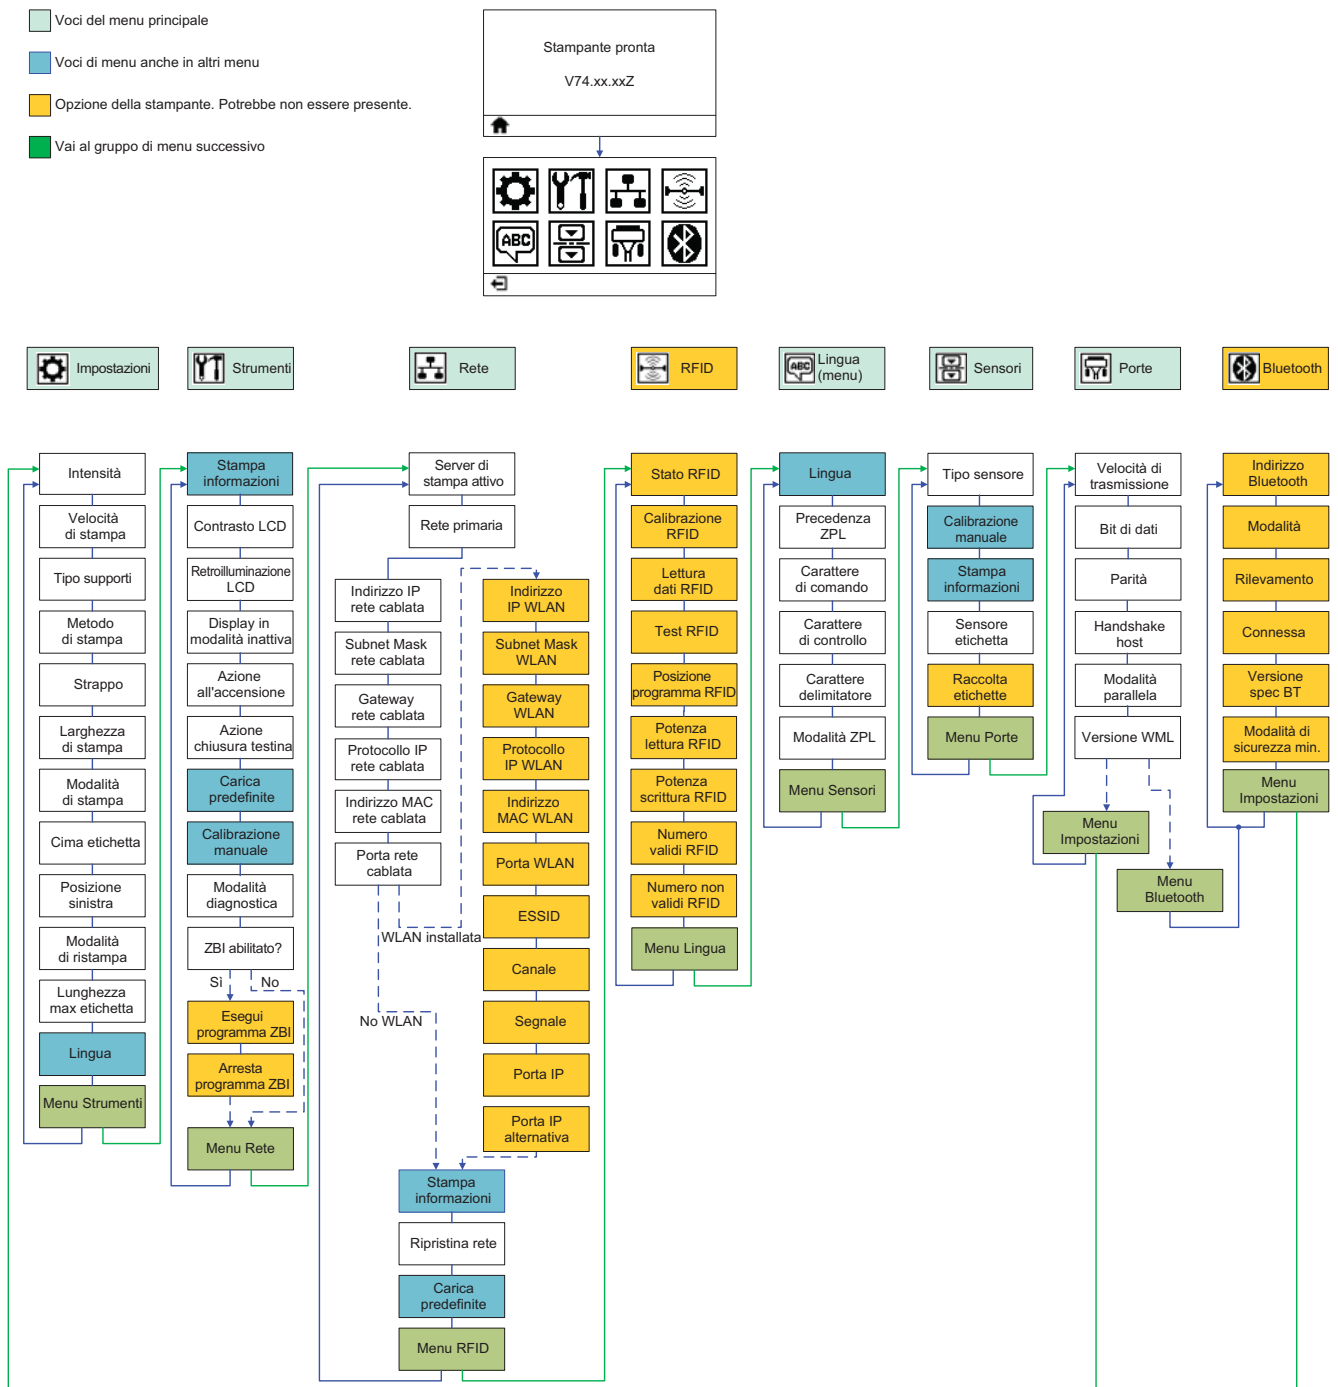 Voci del menu principale
Voci di menu anche in altri menu
Opzione della stampante. Potrebbe non essere presente.
Vai al gruppo di menu successivo
Stampante pronta
V74.xx.xxZ
ABC
Impostazioni
Strumenti
Rete
RFID
ABC
Lingua
(menu)
Sensori
Porte
Bluetooth
Intensità
Velocità
di stampa
Tipo supporti
Metodo
di stampa
Strappo
Larghezza
di stampa
Modalità
di stampa
Cima etichetta
Posizione
sinistra
Modalità
di ristampa
Lunghezza
max etichetta
Lingua
Menu Strumenti
Stampa
informazioni
Contrasto LCD
Retroilluminazione
LCD
Display in
modalità inattiva
Azione
all'accensione
Azione
chiusura testina
Carica
predefinite
Calibrazione
manuale
Modalità
diagnostica
ZBI abilitato?
Sì
No
Esegui
programma ZBI
Arresta
programma ZBI
Menu Rete
Server di
stampa attivo
Rete primaria
Indirizzo IP
rete cablata
Subnet Mask
rete cablata
Gateway
rete cablata
Protocollo IP
rete cablata
Indirizzo MAC
rete cablata
Porta rete
cablata
WLAN installata
No WLAN
Indirizzo
IP WLAN
Subnet Mask
WLAN
Gateway
WLAN
Protocollo
IP WLAN
Indirizzo
MAC WLAN
Porta WLAN
ESSID
Canale
Segnale
Porta IP
Porta IP
alternativa
Stampa
informazioni
Ripristina rete
Carica
predefinite
Menu RFID
Stato RFID
Calibrazione
RFID
Lettura
dati RFID
Test RFID
Posizione
programma RFID
Potenza
lettura RFID
Potenza
scrittura RFID
Numero
validi RFID
Numero non
validi RFID
Menu Lingua
Lingua
Precedenza
ZPL
Carattere
di comando
Carattere
di controllo
Carattere
delimitatore
Modalità ZPL
Menu Sensori
Tipo sensore
Calibrazione
manuale
Stampa
informazioni
Sensore
etichetta
Raccolta
etichette
Menu Porte
Velocità di
trasmissione
Bit di dati
Parità
Handshake
host
Modalità
parallela
Versione WML
Menu
Impostazioni
Menu
Bluetooth
Indirizzo
Bluetooth
Modalità
Rilevamento
Connessa
Versione
spec BT
Modalità di
sicurezza min.
Menu
Impostazioni